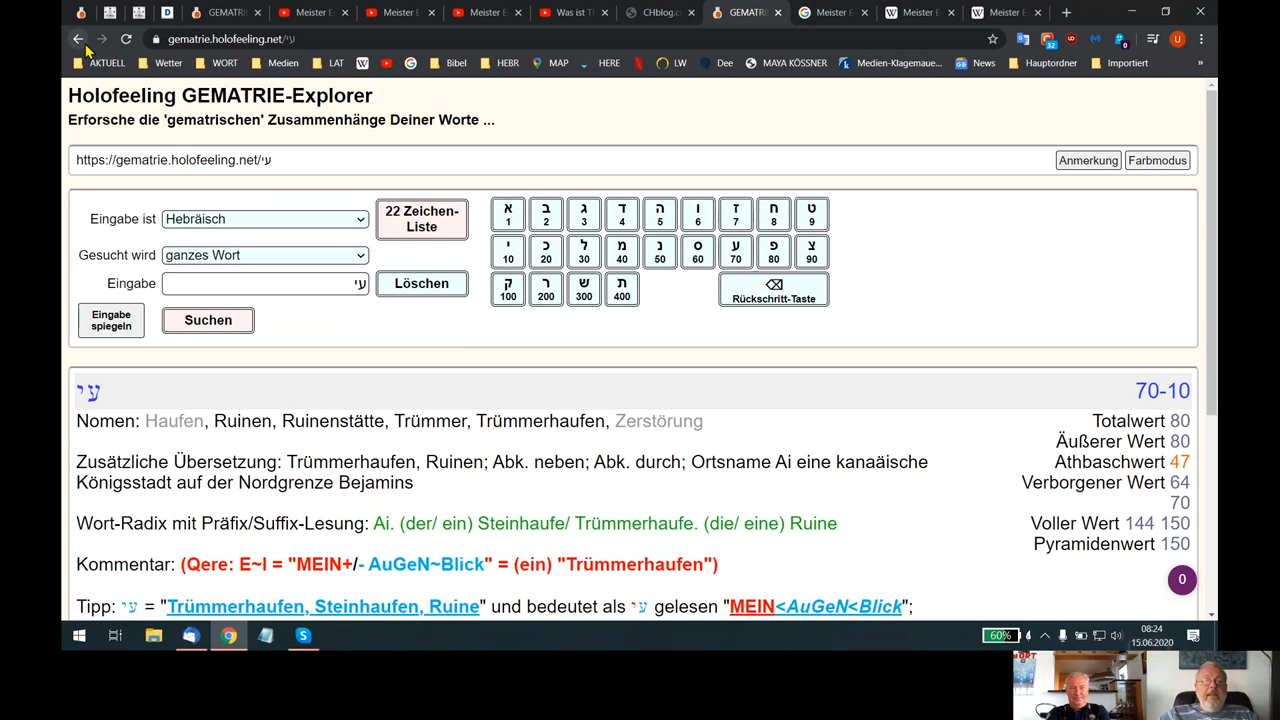 GEMATRI
Meister E
Meister E
Meister E
Was ist Th
CHblog.c
GEMATRI
Meister E
Meister E
Meister E
gematrie.holofeeling.net/עי
32
0
U
AKTUELL
Wetter
WORT
Medien
LAT
Bibel
HEBR
MAP
HERE
LW
Dee
MAYA KÖSSNER
Medien-Klagemaue...
News
Hauptordner
Importiert
»
Holofeeling GEMATRIE-Explorer
Erforsche die 'gematrischen' Zusammenhänge Deiner Worte ...
https://gematrie.holofeeling.net/עי
Anmerkung
Farbmodus
Eingabe ist
Hebräisch
22 Zeichen-
Liste
Gesucht wird
ganzes Wort
Eingabe
עי
Löschen
Eingabe
spiegeln
Suchen
א ב ג ד ה ו ז ח ט
1 2 3 4 5 6 7 8 9
י כ ל מ נ ס ע פ צ
10 20 30 40 50 60 70 80 90
ק ר ש ת
100 200 300 400
Rückschritt-Taste
עי
70-10
Nomen: Haufen, Ruinen, Ruinenstätte, Trümmer, Trümmerhaufen, Zerstörung
Totalwert 80
Äußerer Wert 80
Zusätzliche Übersetzung: Trümmerhaufen, Ruinen; Abk. neben; Abk. durch; Ortsname Ai eine kanaäische
Athbaschwert 47
Königsstadt auf der Nordgrenze Bejamins
Verborgener Wert 64
70
Wort-Radix mit Präfix/Suffix-Lesung: Ai. (der/ ein) Steinhaufe/ Trümmerhaufe. (die/ eine) Ruine
Voller Wert 144 150
Pyramidenwert 150
Kommentar: (Qere: E~I = "MEIN+/- AuGeN~Blick" = (ein) "Trümmerhaufen")
0
Tipp: עי = "Trümmerhaufen, Steinhaufen, Ruine" und bedeutet als עי gelesen "MEIN<AuGeN<Blick";
60%
08:24
15.06.2020